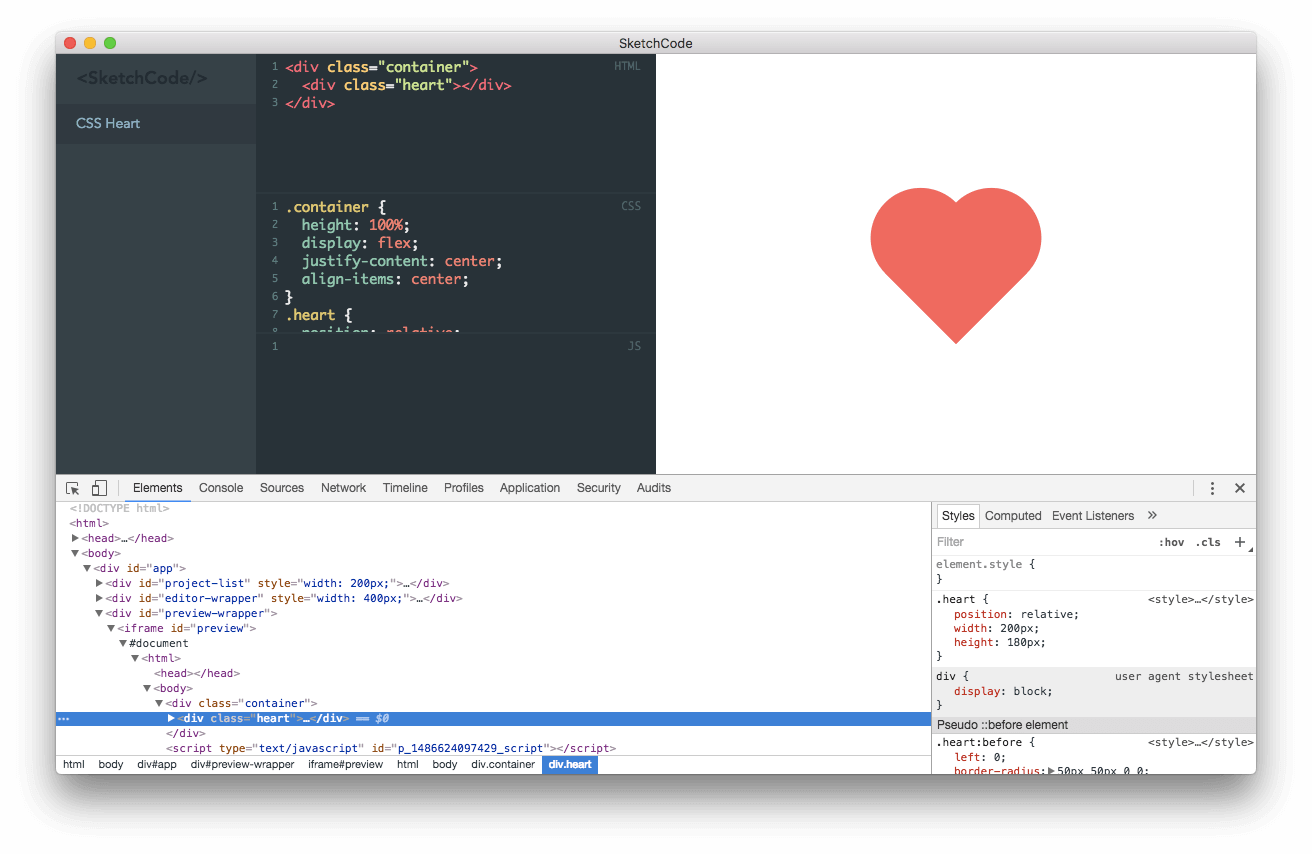 SketchCode
<SketchCode/>
CSS Heart
HTML
1 <div class="container">
2 <div class="heart"></div>
3 </div>
CSS
1 .container {
2 height: 100%;
3 display: flex;
4 justify-content: center;
5 align-items: center;
6 }
7 .heart {
8 position: relative;
JS
1
Elements Console Sources Network Timeline Profiles Application Security Audits
<!DOCTYPE html>
<html>
<head>…</head>
<body>
<div id="app">
<div id="project-list" style="width: 200px;">…</div>
<div id="editor-wrapper" style="width: 400px;">…</div>
<div id="preview-wrapper">
<iframe id="preview">
#document
<html>
<head></head>
<body>
<div class="container">
<div class="heart">…</div> == $0
</div>
<script type="text/javascript" id="p_1486624097429_script"></script>
html body div#app div#preview-wrapper iframe#preview html body div.container div.heart
Styles Computed Event Listeners »
Filter :hov .cls +
element.style {
}
.heart { <style>…</style>
position: relative;
width: 200px;
height: 180px;
}
div { user agent stylesheet
display: block;
}
Pseudo ::before element
.heart:before { <style>…</style>
left: 0;
border-radius: 50px 50px 0 0;